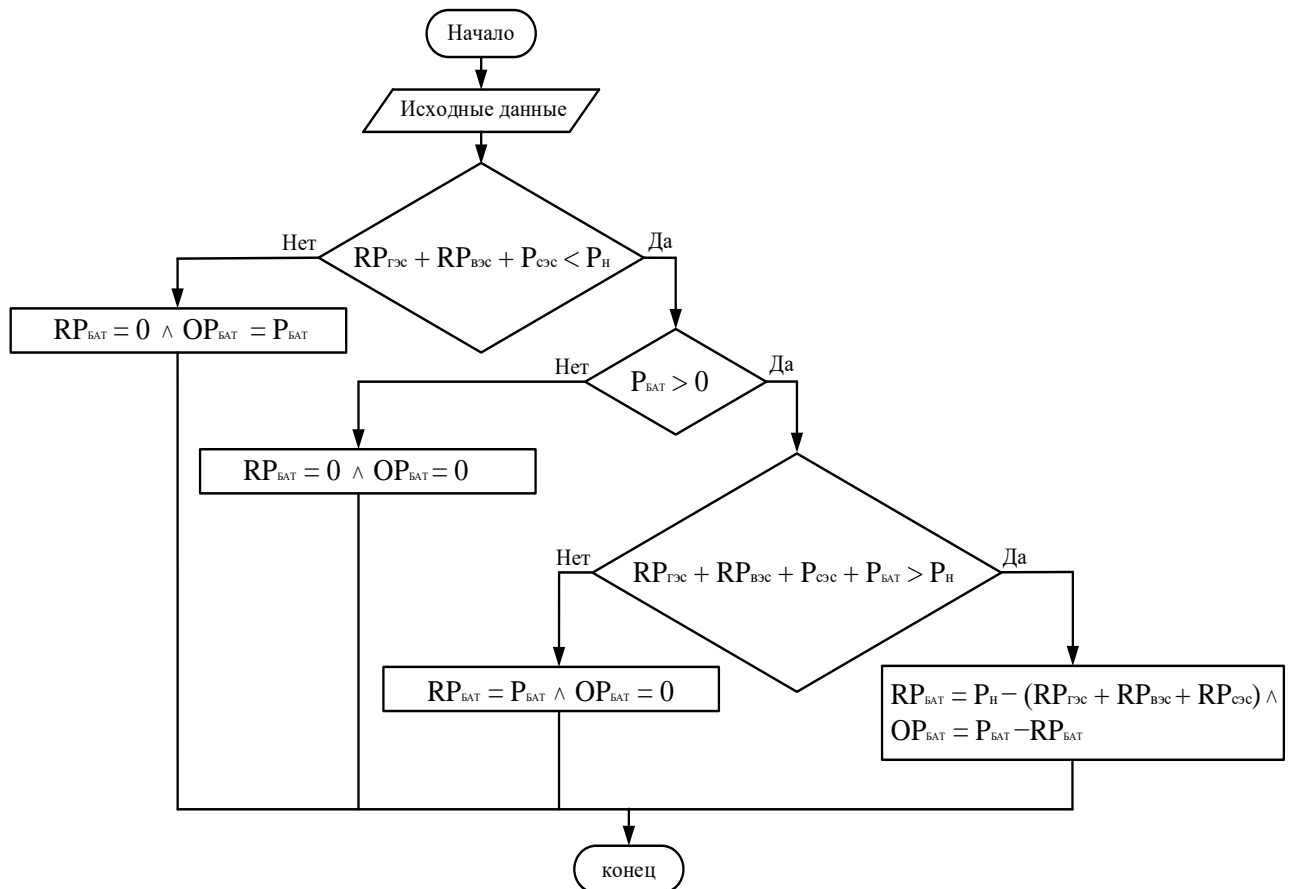 Начало
Исходные данные
Нет
RPгэс + RPвэс + Pсэс < Pн
Да
RPБАТ = 0 ∧ OPБАТ = PБАТ
Нет
PБАТ > 0
Да
RPБАТ = 0 ∧ OPБАТ = 0
Нет
RPгэс + RPвэс + Pсэс + PБАТ > Pн
Да
RPБАТ = PБАТ ∧ OPБАТ = 0
RPБАТ = Pн − (RPгэс + RPвэс + RPсэс) ∧
OPБАТ = PБАТ −RPБАТ
конец